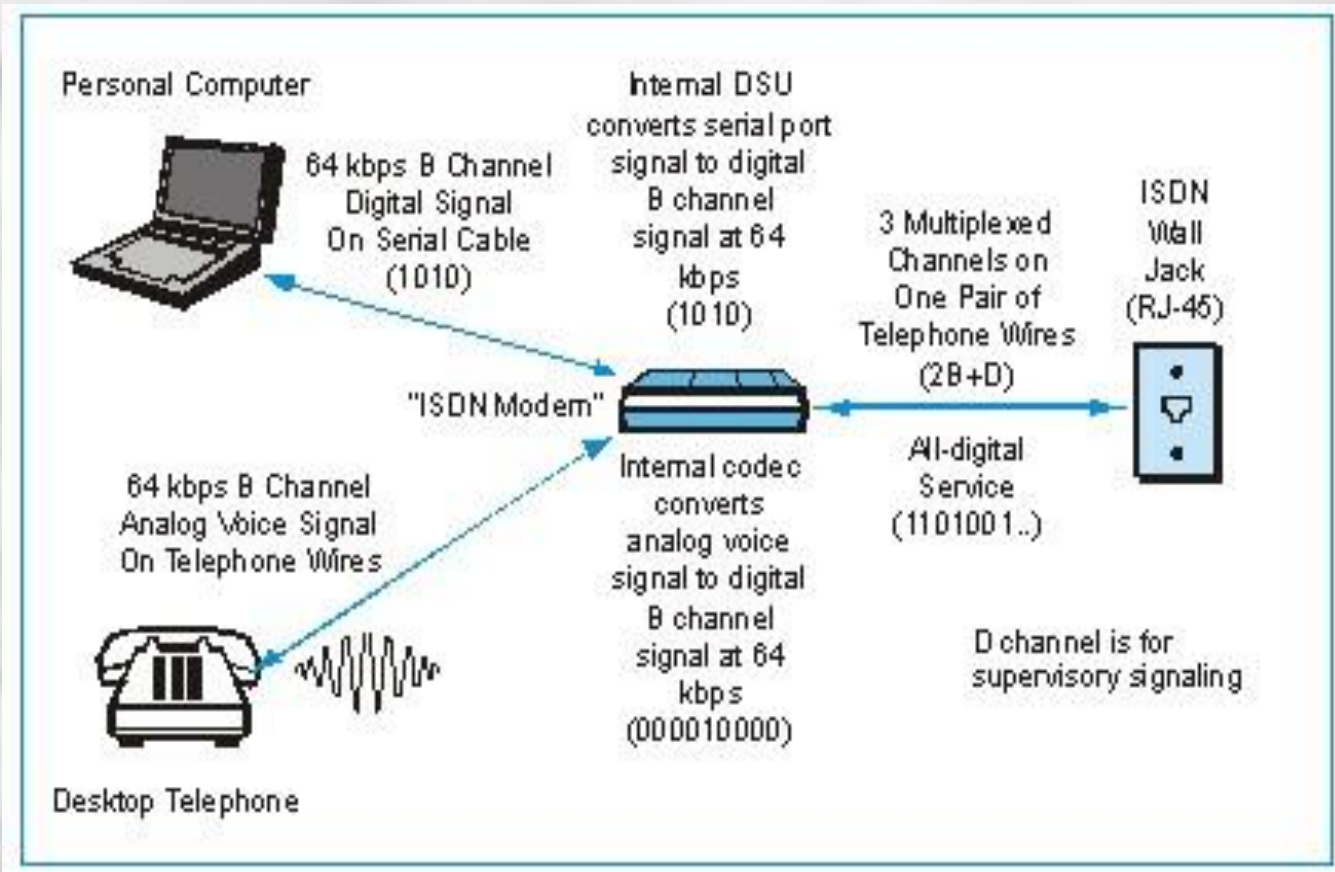 Personal Computer
64 kbps B Channel
Digital Signal
On Serial Cable
(1010)
Internal DSU
converts serial port
signal to digital
B channel
signal at 64
kbps
(1010)
3 Multiplexed
Channels on
One Pair of
Telephone Wires
(2B+D)
ISDN
Wall
Jack
(RJ-45)
"ISDN Modem"
All-digital
Service
(1101001..)
64 kbps B Channel
Analog Voice Signal
On Telephone Wires
Internal codec
converts
analog voice
signal to digital
B channel
signal at 64
kbps
(000010000)
D channel is for
supervisory signaling
Desktop Telephone